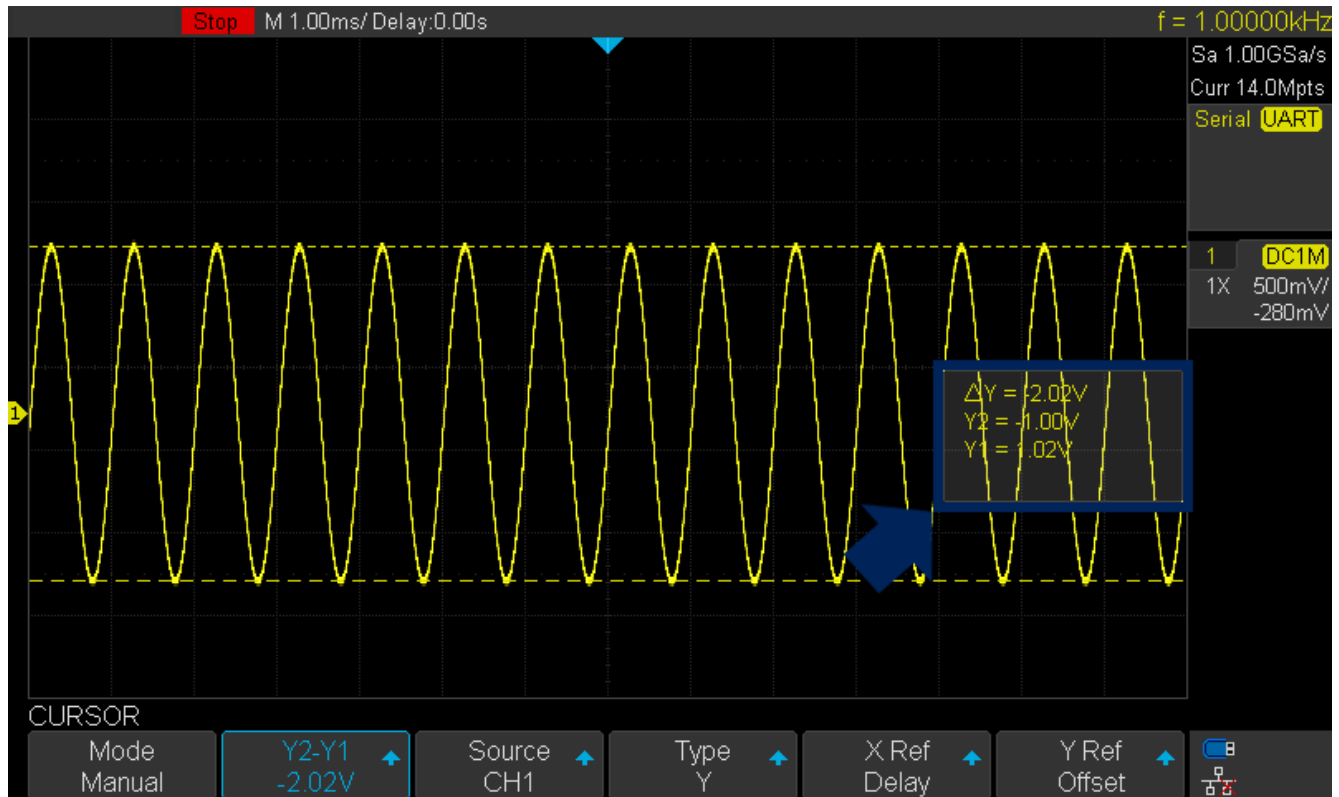 Stop M 1.00ms/ Delay:0.00s f = 1.00000kHz
Sa 1.00GSa/s
Curr 14.0Mpts
Serial UART
1 DC1M
1X 500mV/
-280mV
1
△Y = -2.02V
Y2 = -1.00V
Y1 = 1.02V
CURSOR
Mode
Manual
Y2-Y1
-2.02V
Source
CH1
Type
Y
X Ref
Delay
Y Ref
Offset